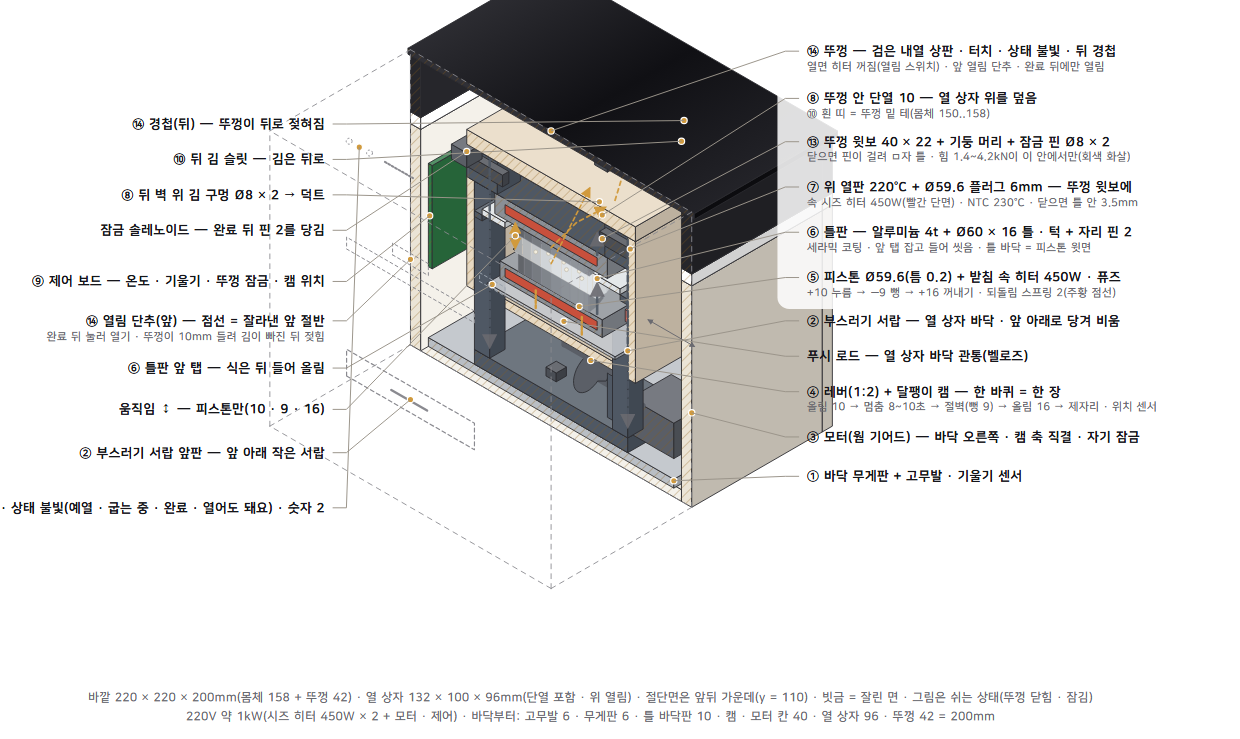 ⑭ 경첩(뒤) — 뚜껑이 뒤로 젖혀짐
⑩ 뒤 김 슬릿 — 김은 뒤로
⑧ 뒤 벽 위 김 구멍 Ø8 × 2 → 덕트
잠금 솔레노이드 — 완료 뒤 핀 2를 당김
⑨ 제어 보드 — 온도 · 기울기 · 뚜껑 잠금 · 캠 위치
⑭ 열림 단추(앞) — 점선 = 잘라낸 앞 절반
완료 뒤 눌러 열기 · 뚜껑이 10mm 들려 김이 빠진 뒤 젖힘
⑥ 틀판 앞 탭 — 식은 뒤 들어 올림
움직임 ↕ — 피스톤만(10 · 9 · 16)
② 부스러기 서랍 앞판 — 앞 아래 작은 서랍
· 상태 불빛(예열 · 굽는 중 · 완료 · 열어도 돼요) · 숫자 2
⑭ 뚜껑 — 검은 내열 상판 · 터치 · 상태 불빛 · 뒤 경첩
열면 히터 꺼짐(열림 스위치) · 앞 열림 단추 · 완료 뒤에만 열림
⑧ 뚜껑 안 단열 10 — 열 상자 위를 덮음
⑩ 흰 띠 = 뚜껑 밑 테(몸체 150..158)
⑬ 뚜껑 윗보 40 × 22 + 기둥 머리 + 잠금 핀 Ø8 × 2
닫으면 핀이 걸려 ㅁ자 틀 · 힘 1.4~4.2kN이 이 안에서만(회색 화살)
⑦ 위 열판 220℃ + Ø59.6 플러그 6mm — 뚜껑 윗보에
속 시즈 히터 450W(빨간 단면) · NTC 230℃ · 닫으면 틀 안 3.5mm
⑥ 틀판 — 알루미늄 4t + Ø60 × 16 틀 · 턱 + 자리 핀 2
세라믹 코팅 · 앞 탭 잡고 들어 씻음 · 틀 바닥 = 피스톤 윗면
⑤ 피스톤 Ø59.6(틈 0.2) + 받침 속 히터 450W · 퓨즈
+10 누름 → −9 뻥 → +16 꺼내기 · 되돌림 스프링 2(주황 점선)
② 부스러기 서랍 — 열 상자 바닥 · 앞 아래로 당겨 비움
푸시 로드 — 열 상자 바닥 관통(벨로즈)
④ 레버(1:2) + 달팽이 캠 — 한 바퀴 = 한 장
올림 10 → 멈춤 8~10초 → 절벽(뻥 9) → 올림 16 → 제자리 · 위치 센서
③ 모터(웜 기어드) — 바닥 오른쪽 · 캠 축 직결 · 자기 잠금
① 바닥 무게판 + 고무발 · 기울기 센서
바깥 220 × 220 × 200mm(몸체 158 + 뚜껑 42) · 열 상자 132 × 100 × 96mm(단열 포함 · 위 열림) · 절단면은 앞뒤 가운데(y = 110) · 빗금 = 잘린 면 · 그림은 쉬는 상태(뚜껑 닫힘 · 잠김)
220V 약 1kW(시즈 히터 450W × 2 + 모터 · 제어) · 바닥부터: 고무발 6 · 무게판 6 · 틀 바닥판 10 · 캠 · 모터 칸 40 · 열 상자 96 · 뚜껑 42 = 200mm